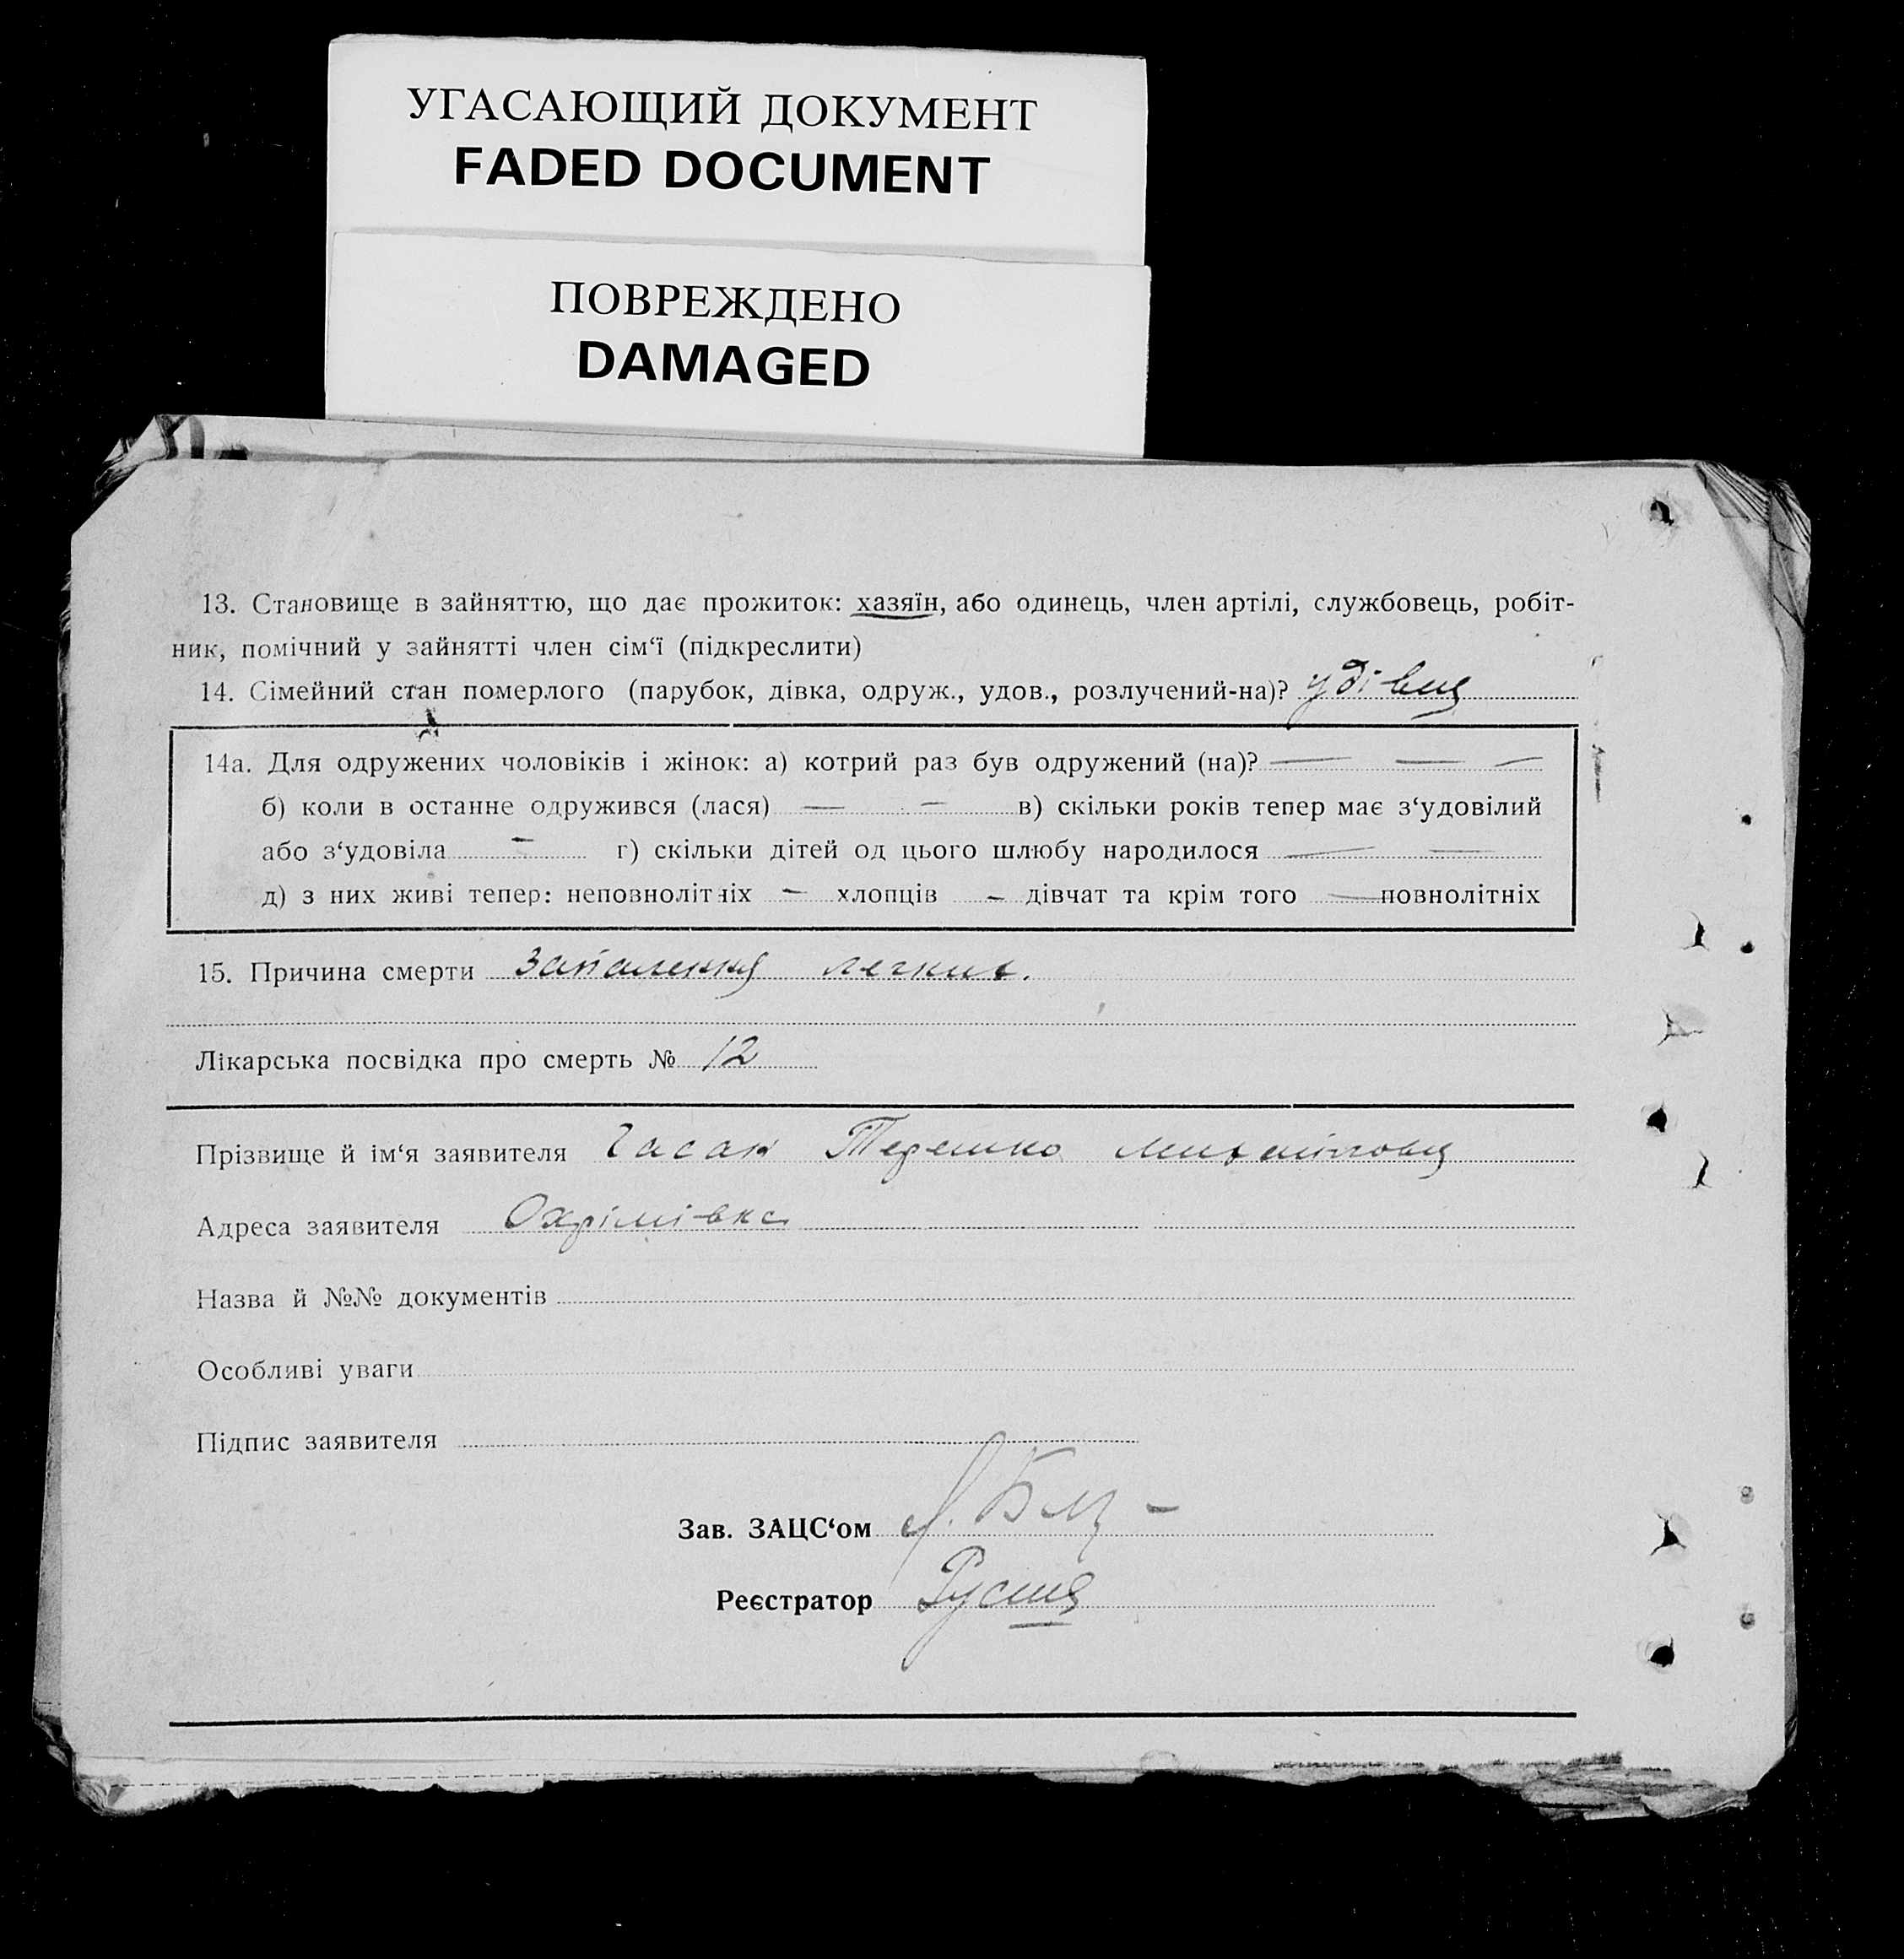 УГАСАЮЩИЙ ДОКУМЕНТ
FADED DOCUMENT
ПОВРЕЖДЕНО
DAMAGED
13. Становище в зайняттю, що дає прожиток: хазяїн, або одинець, член артілі, службовець, робіт-
ник, помічний у зайнятті член сім‘ї (підкреслити)
14. Сімейний стан померлого (парубок, дівка, одруж., удов., розлучений-на)? удівця
14а. Для одружених чоловіків і жінок: а) котрий раз був одружений (на)? — — —
б) коли в останне одружився (лася) — — в) скільки років тепер має з‘удовілий
або з‘удовіла — г) скільки дітей од цього шлюбу народилося — —
д) з них живі тепер: неповнолітніх — хлопців — дівчат та крім того — повнолітніх
15. Причина смерти Запалення легких.
Лікарська посвідка про смерть № 12
Прізвище й ім‘я заявителя
Адреса заявителя Охрімівка
Назва й №№ документів
Особливі уваги
Підпис заявителя
Зав. ЗАЦС‘ом
Реєстратор